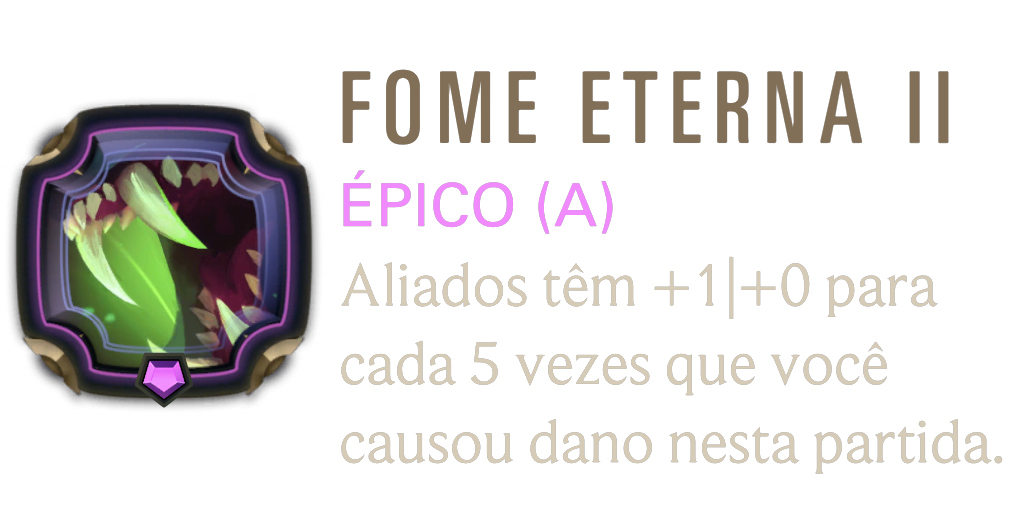 FOME ETERNA II
ÉPICO (A)
Aliados têm +1|+0 para
cada 5 vezes que você
causou dano nesta partida.